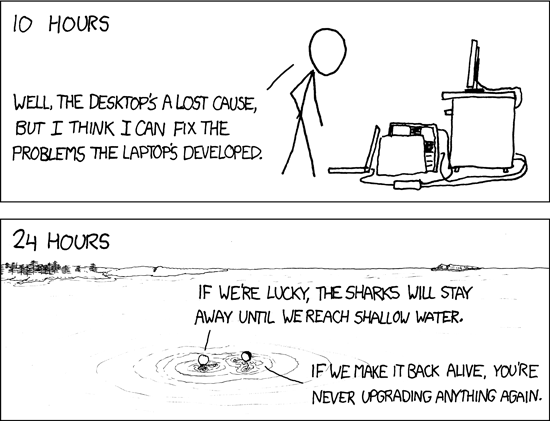 10 HOURS
WELL, THE DESKTOP'S A LOST CAUSE,
BUT I THINK I CAN FIX THE
PROBLEMS THE LAPTOP'S DEVELOPED.
24 HOURS
IF WE'RE LUCKY, THE SHARKS WILL STAY
AWAY UNTIL WE REACH SHALLOW WATER.
IF WE MAKE IT BACK ALIVE, YOU'RE
NEVER UPGRADING ANYTHING AGAIN.